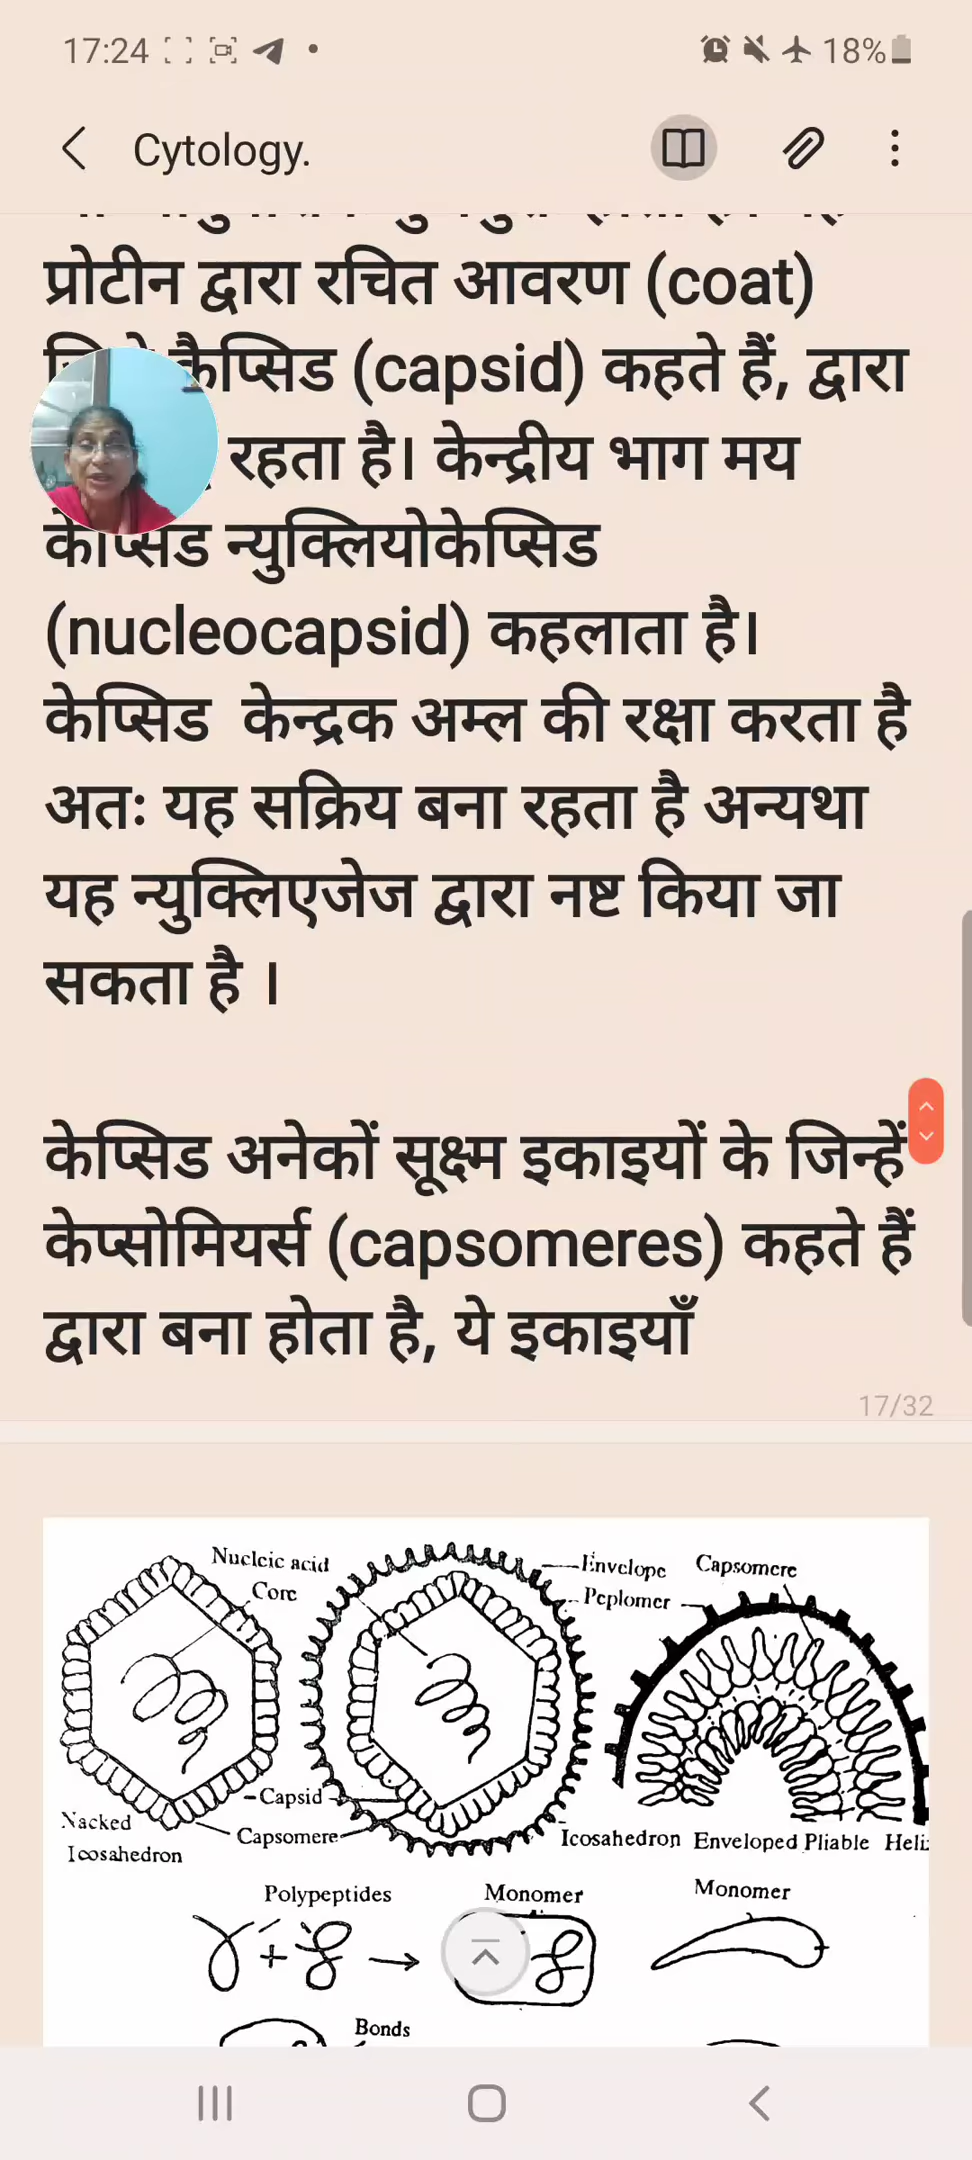 17:24
18%
Cytology.
प्रोटीन द्वारा रचित आवरण (coat)
कैप्सिड (capsid) कहते हैं, द्वारा
रहता है। केन्द्रीय भाग मय
केप्सिड न्युक्लियोकेप्सिड
(nucleocapsid) कहलाता है।
केप्सिड केन्द्रक अम्ल की रक्षा करता है
अतः यह सक्रिय बना रहता है अन्यथा
यह न्युक्लिएजेज द्वारा नष्ट किया जा
सकता है ।
केप्सिड अनेकों सूक्ष्म इकाइयों के जिन्हें
केप्सोमियर्स (capsomeres) कहते हैं
द्वारा बना होता है, ये इकाइयाँ
17/32
Nucleic acid
Core
Envelope
Peplomer
Capsomere
Capsid
Capsomere
Nacked
Icosahedron
Icosahedron Enveloped Pliable
Polypeptides
Monomer
Monomer
Bonds